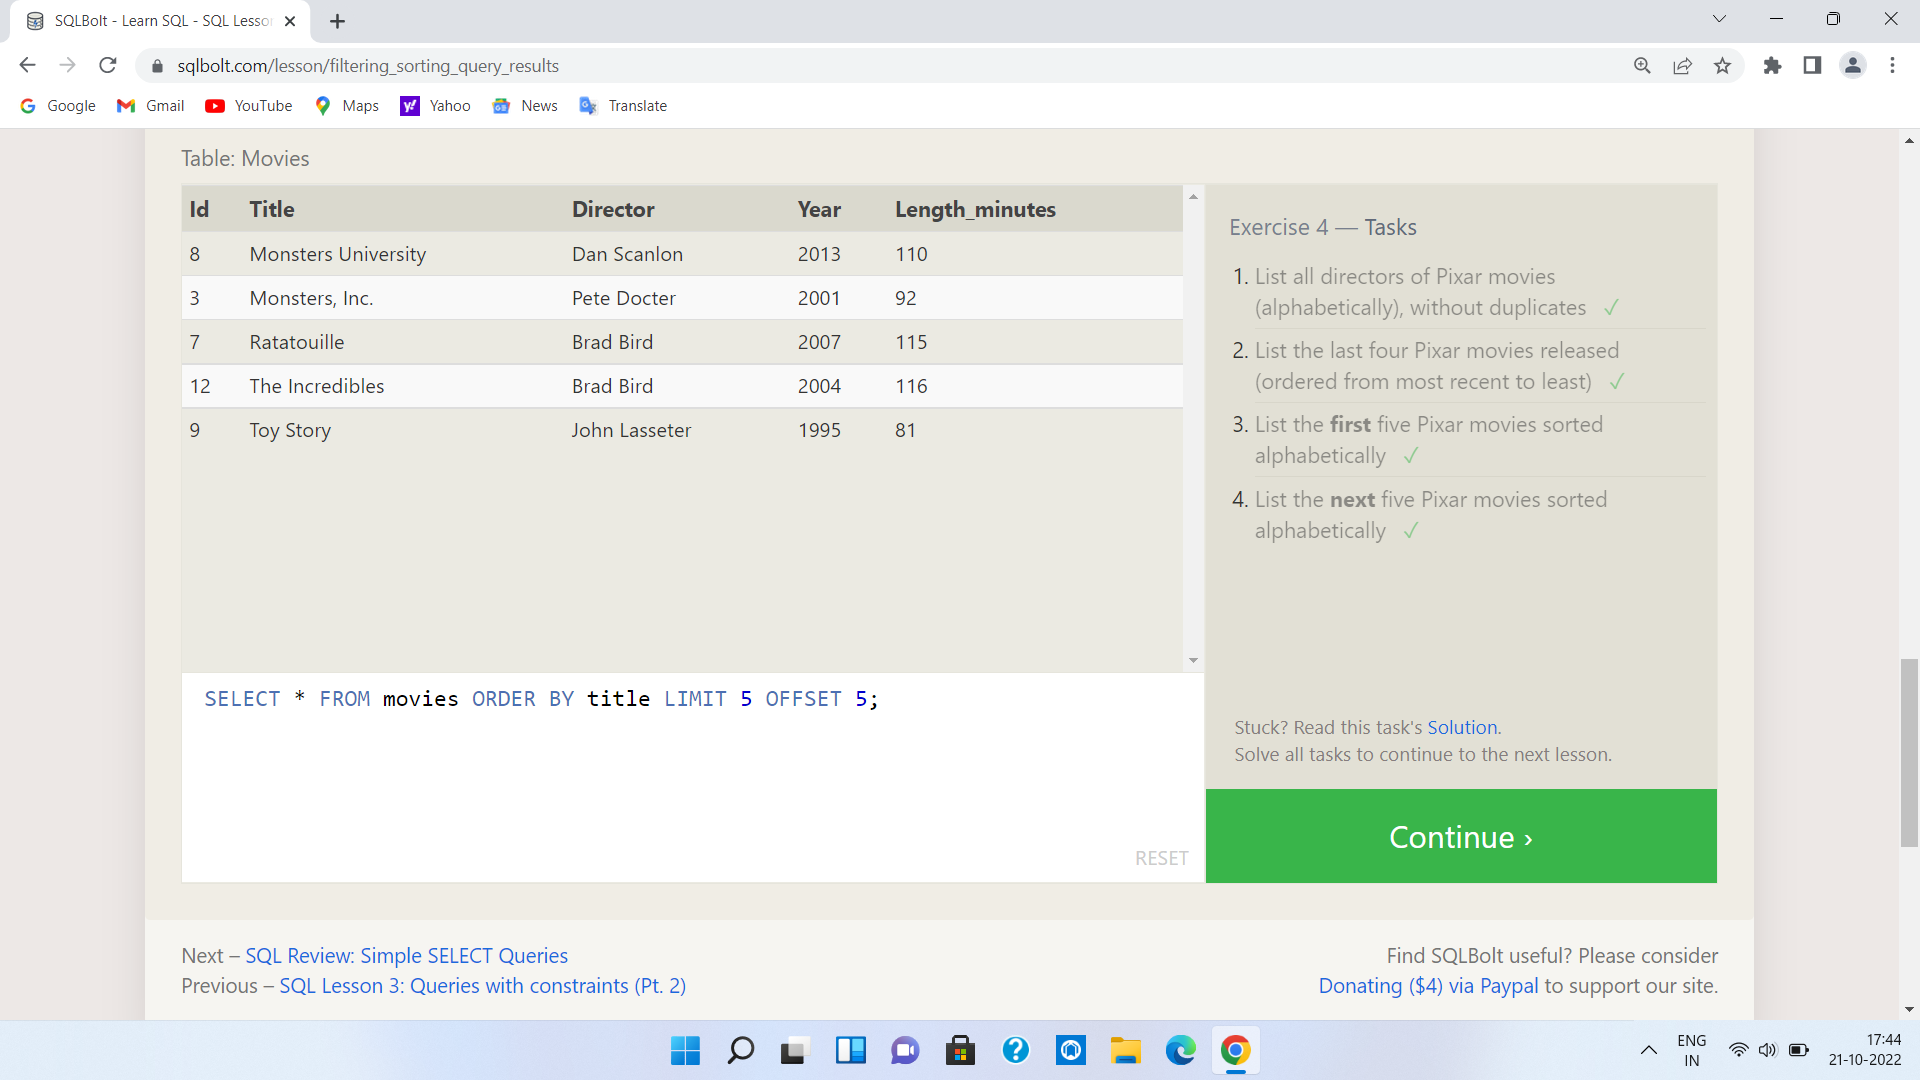 SQLBolt - Learn SQL - SQL Lesso
sqlbolt.com/lesson/filtering_sorting_query_results
Google Gmail YouTube Maps Yahoo News Translate
Table: Movies
Id Title Director Year Length_minutes
8 Monsters University Dan Scanlon 2013 110
3 Monsters, Inc. Pete Docter 2001 92
7 Ratatouille Brad Bird 2007 115
12 The Incredibles Brad Bird 2004 116
9 Toy Story John Lasseter 1995 81
SELECT * FROM movies ORDER BY title LIMIT 5 OFFSET 5;
RESET
Exercise 4 — Tasks
1. List all directors of Pixar movies
(alphabetically), without duplicates ✓
2. List the last four Pixar movies released
(ordered from most recent to least) ✓
3. List the first five Pixar movies sorted
alphabetically ✓
4. List the next five Pixar movies sorted
alphabetically ✓
Stuck? Read this task's Solution.
Solve all tasks to continue to the next lesson.
Continue ›
Next – SQL Review: Simple SELECT Queries
Previous – SQL Lesson 3: Queries with constraints (Pt. 2)
Find SQLBolt useful? Please consider
Donating ($4) via Paypal to support our site.
ENG
IN
17:44
21-10-2022